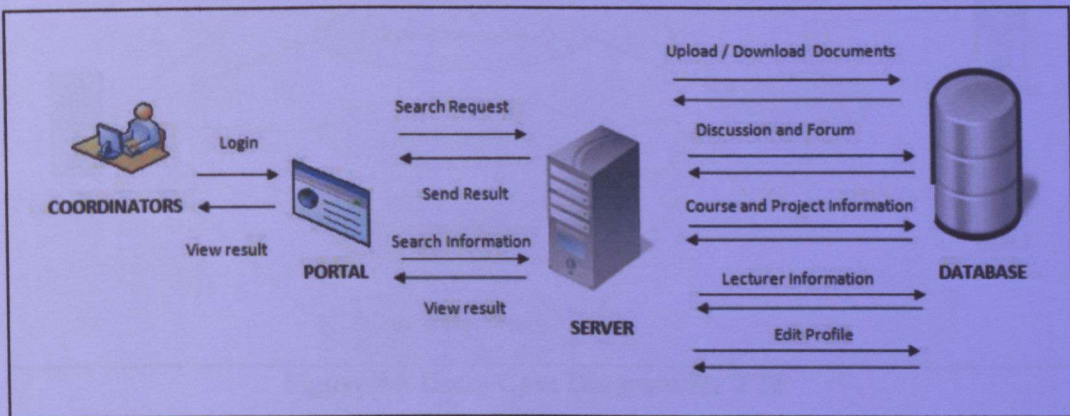 Upload / Download Documents
Search Request
Login
Discussion and Forum
COORDINATORS
Send Result
Course and Project Information
View result
Search Information
PORTAL
DATABASE
Lecturer Information
View result
SERVER
Edit Profile